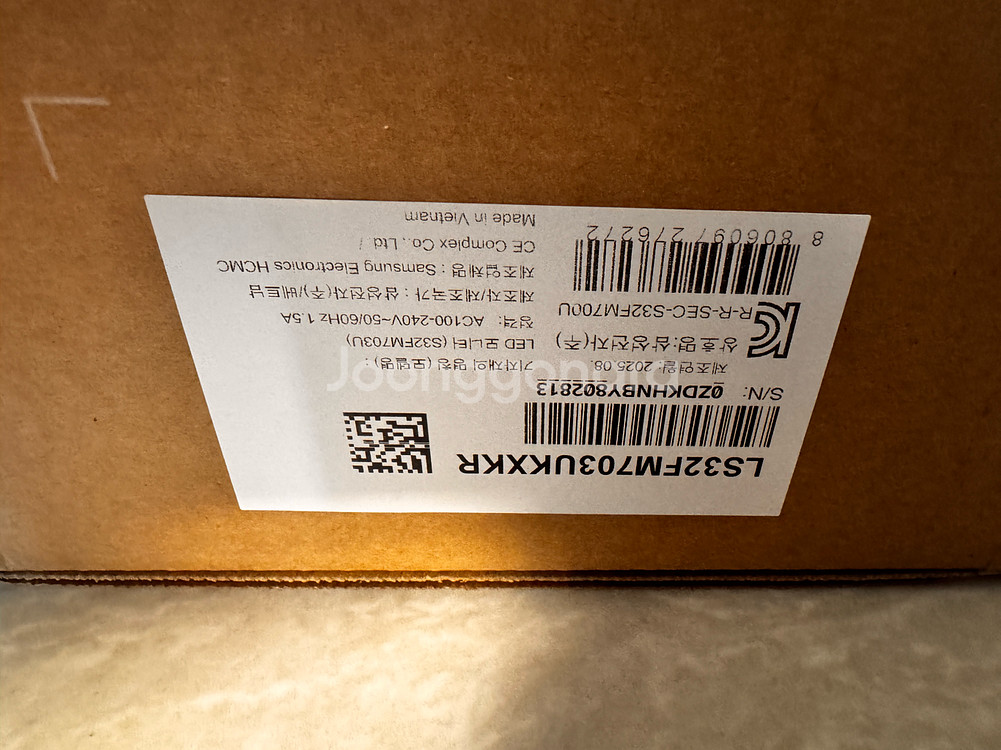 LS32FM703UKXKR
S/N: 0ZDKHNBY802813
제조연월: 2025.08.
상호명:삼성전자(주)
R-R-SEC-S32FM700U
8 806097 276272
기자재의 명칭 (모델명) :
LED 모니터 (S32FM703U)
정격: AC100-240V~50/60Hz 1.5A
제조자/제조국가 : 삼성전자(주)/베트남
제조업체명 : Samsung Electronics HCMC
CE Complex Co., Ltd /
Made in Vietnam